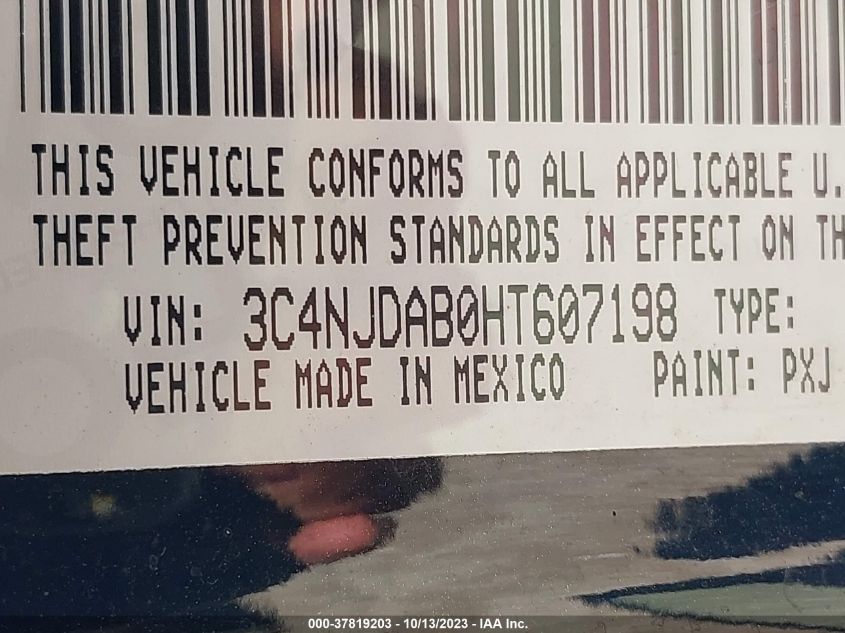 THIS VEHICLE CONFORMS TO ALL APPLICABLE U.
THEFT PREVENTION STANDARDS IN EFFECT ON TH
VIN: 3C4NJDAB0HT607198 TYPE:
VEHICLE MADE IN MEXICO PAINT: PXJ
000-37819203 - 10/13/2023 - IAA Inc.